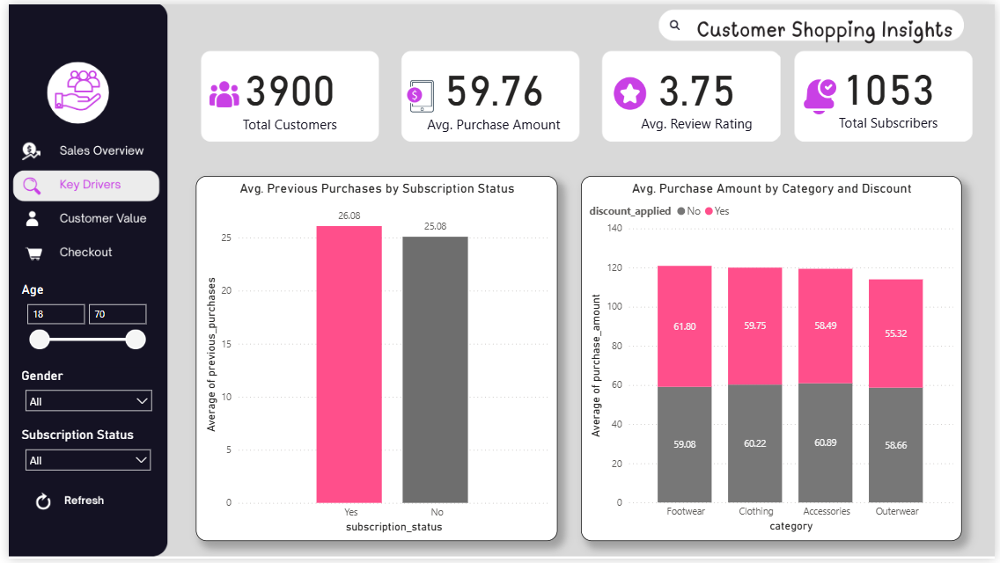 Customer Shopping Insights
3900
Total Customers
59.76
Avg. Purchase Amount
3.75
Avg. Review Rating
1053
Total Subscribers
$
$
Sales Overview
Key Drivers
Customer Value
Checkout
Age
18 70
Gender
All
Subscription Status
All
Refresh
Avg. Previous Purchases by Subscription Status
Average of previous_purchases
25
20
15
10
5
0
26.08
25.08
Yes No
subscription_status
Avg. Purchase Amount by Category and Discount
discount_applied No Yes
Average of purchase_amount
140
120
100
80
60
40
20
0
61.80 59.75 58.49 55.32
59.08 60.22 60.89 58.66
Footwear Clothing Accessories Outerwear
category